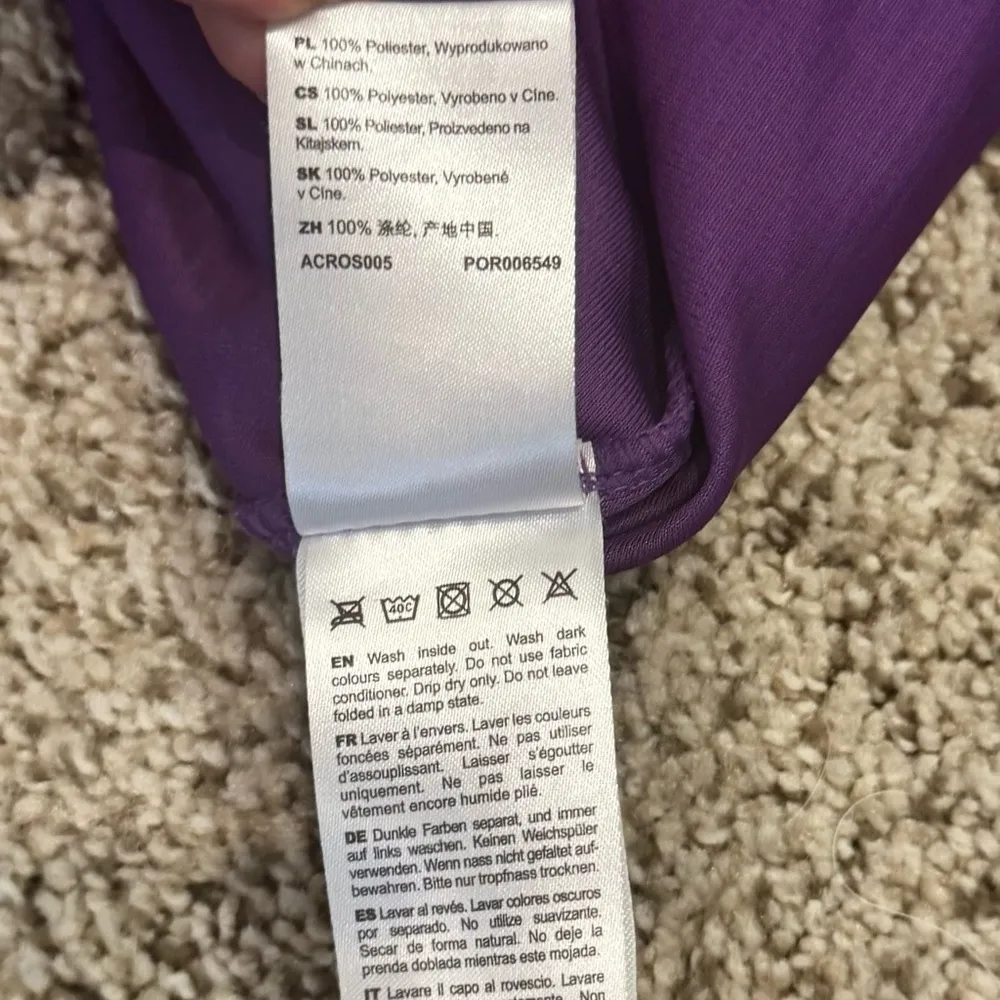 PL 100% Poliester, Wyprodukowano
w Chinach.
CS 100% Polyester, Vyrobeno v Cíne.
SL 100% Poliester, Proizvedeno na
Kitajskem.
SK 100% Polyester, Vyrobené
v Cíne.
ZH 100% 涤纶, 产地中国.
ACROS005 POR006549
40C
EN Wash inside out. Wash dark
colours separately. Do not use fabric
conditioner. Drip dry only. Do not leave
folded in a damp state.
FR Laver à l'envers. Laver les couleurs
foncées séparément. Ne pas utiliser
d'assouplissant. Laisser s'égoutter
uniquement. Ne pas laisser le
vêtement encore humide plié.
DE Dunkle Farben separat, und immer
auf links waschen. Keinen Weichspüler
verwenden. Wenn nass nicht gefaltet auf-
bewahren. Bitte nur tropfnass trocknen.
ES Lavar al revés. Lavar colores oscuros
por separado. No utilize suavizante.
Secar de forma natural. No deje la
prenda doblada mientras este mojada.
IT Lavare il capo al rovescio. Lavare
Non